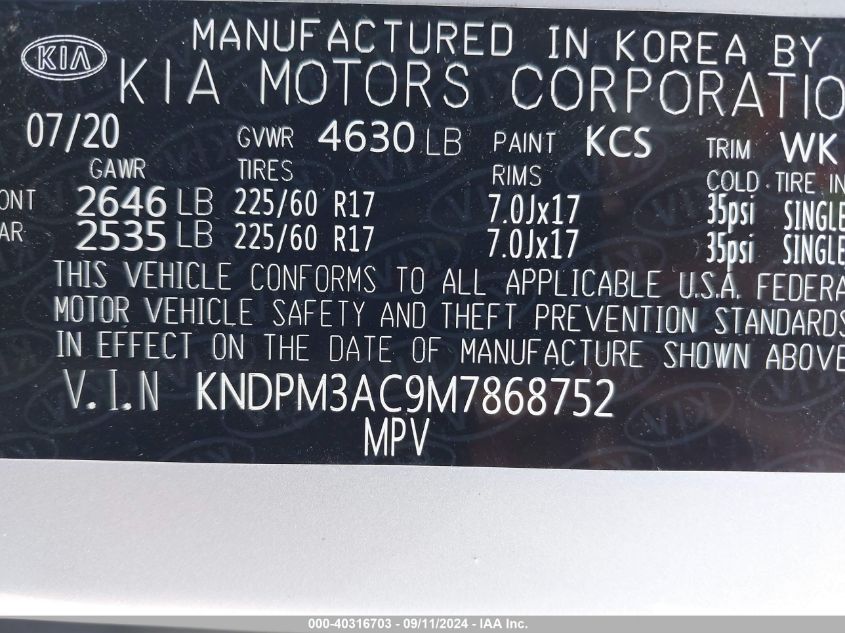 KIA
MANUFACTURED IN KOREA BY
KIA MOTORS CORPORATIO
07/20 GVWR 4630 LB PAINT KCS TRIM WK
GAWR TIRES RIMS COLD TIRE IN
ONT 2646 LB 225/60 R17 7.0Jx17 35psi SINGLE
AR 2535 LB 225/60 R17 7.0Jx17 35psi SINGLE
THIS VEHICLE CONFORMS TO ALL APPLICABLE U.S.A. FEDERA
MOTOR VEHICLE SAFETY AND THEFT PREVENTION STANDARDS
IN EFFECT ON THE DATE OF MANUFACTURE SHOWN ABOVE
V.I.N KNDPM3AC9M7868752
MPV
000-40316703 - 09/11/2024 - IAA Inc.